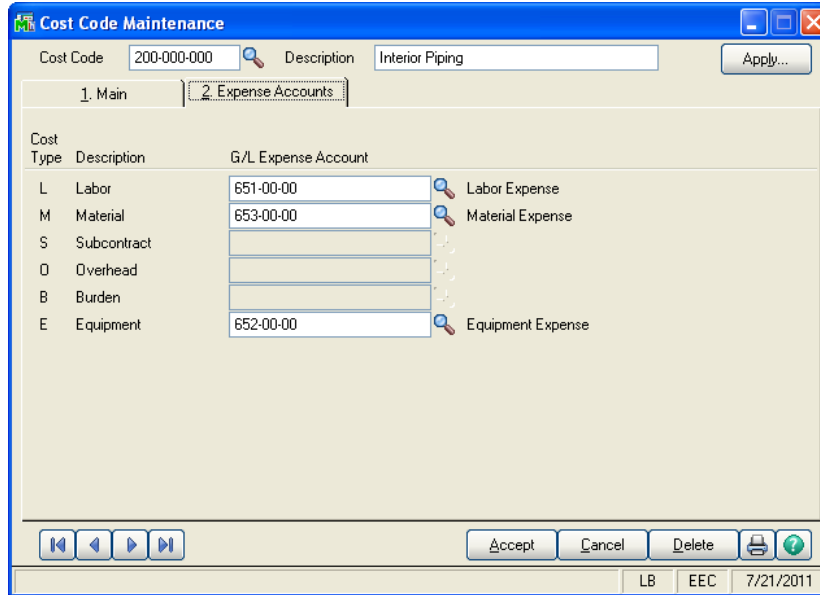 Cost Code Maintenance
Cost Code 200-000-000 Description Interior Piping Apply...
1. Main 2. Expense Accounts
Cost
Type Description G/L Expense Account
L Labor 651-00-00 Labor Expense
M Material 653-00-00 Material Expense
S Subcontract
O Overhead
B Burden
E Equipment 652-00-00 Equipment Expense
Accept Cancel Delete
LB EEC 7/21/2011